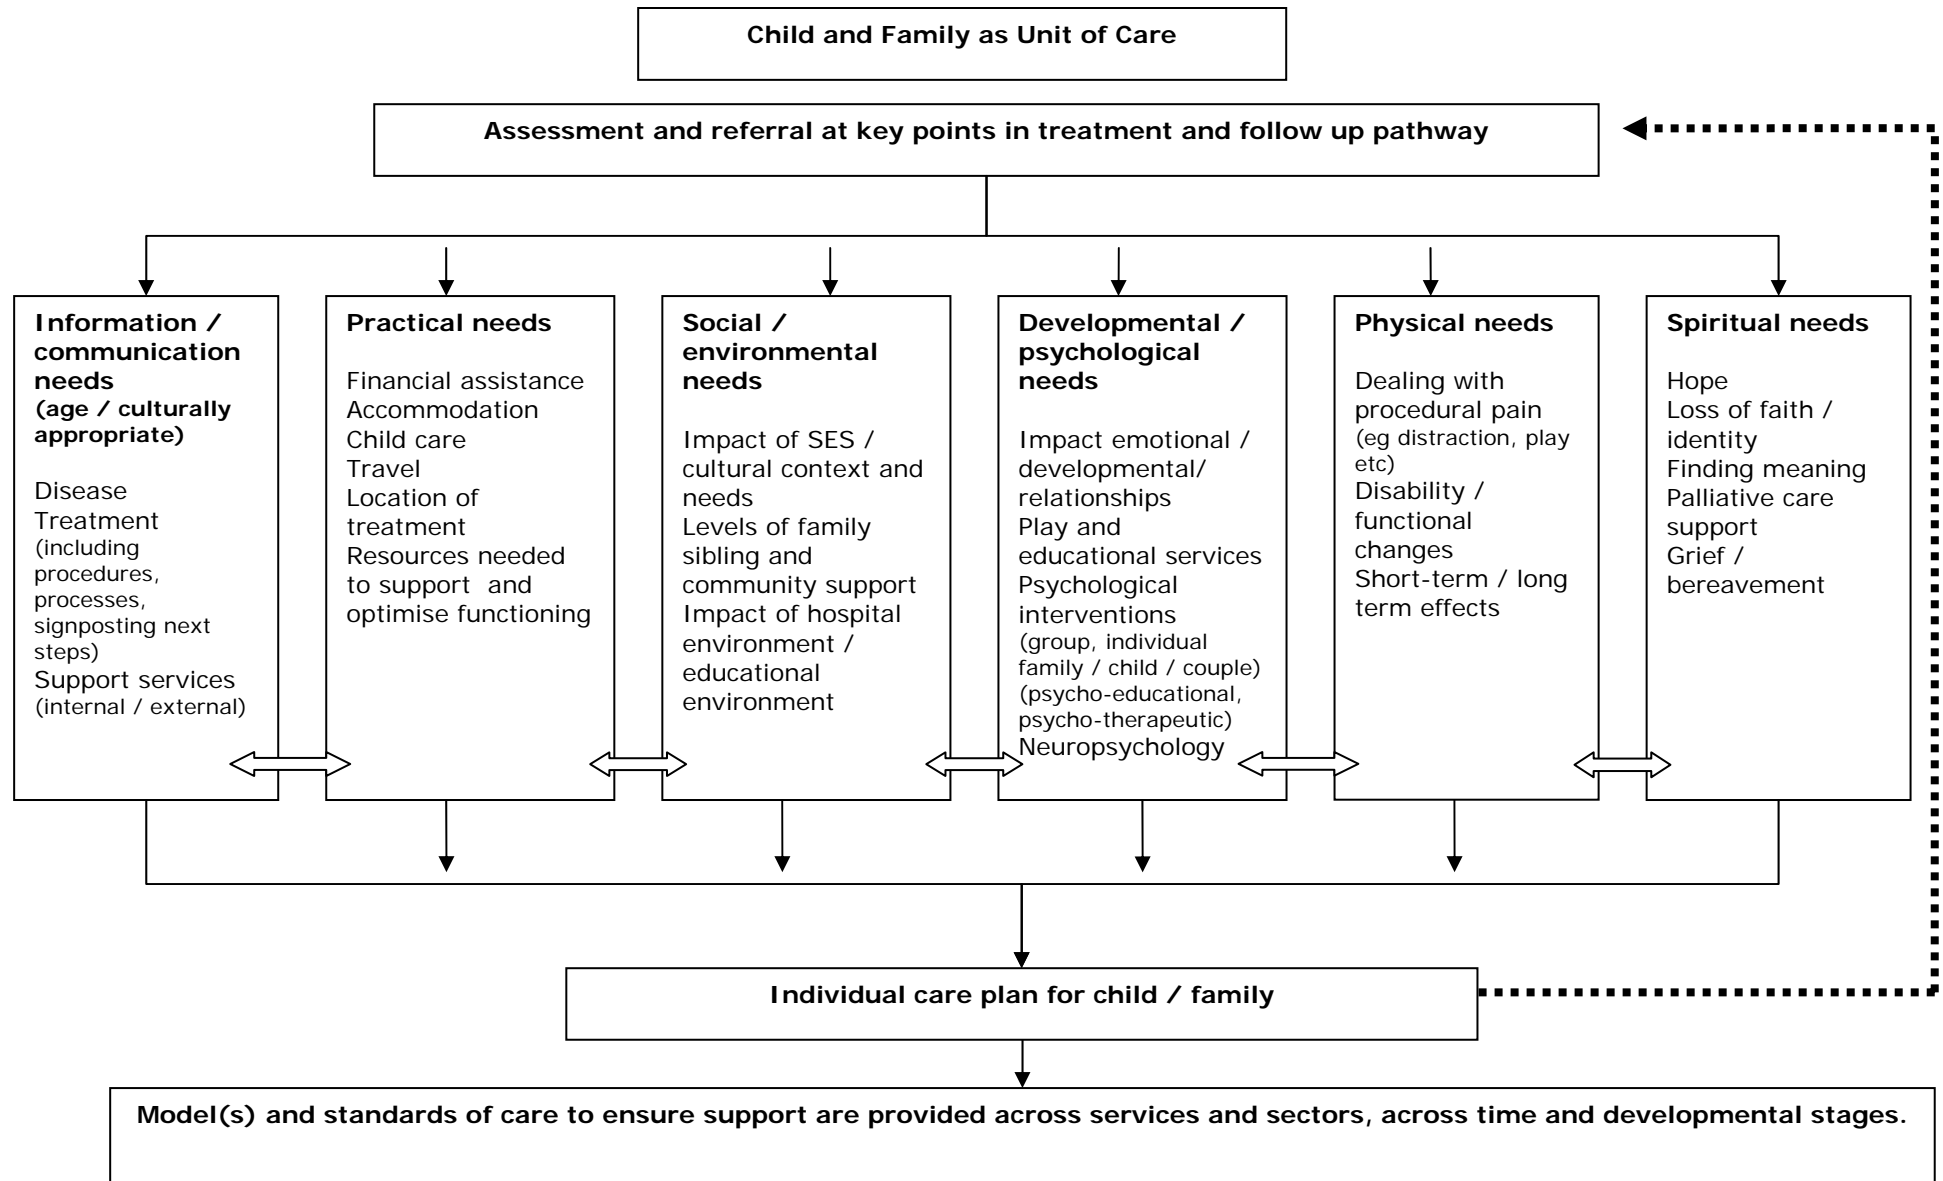 Child and Family as Unit of Care
Assessment and referral at key points in treatment and follow up pathway
Information /
communication
needs
(age / culturally
appropriate)
Disease
Treatment
(including
procedures,
processes,
signposting next
steps)
Support services
(internal / external)
Practical needs
Financial assistance
Accommodation
Child care
Travel
Location of
treatment
Resources needed
to support and
optimise functioning
Social /
environmental
needs
Impact of SES /
cultural context and
needs
Levels of family
sibling and
community support
Impact of hospital
environment /
educational
environment
Developmental /
psychological
needs
Impact emotional /
developmental/
relationships
Play and
educational services
Psychological
interventions
(group, individual
family / child / couple)
(psycho-educational,
psycho-therapeutic)
Neuropsychology
Physical needs
Dealing with
procedural pain
(eg distraction, play
etc)
Disability /
functional
changes
Short-term / long
term effects
Spiritual needs
Hope
Loss of faith /
identity
Finding meaning
Palliative care
support
Grief /
bereavement
Individual care plan for child / family
Model(s) and standards of care to ensure support are provided across services and sectors, across time and developmental stages.